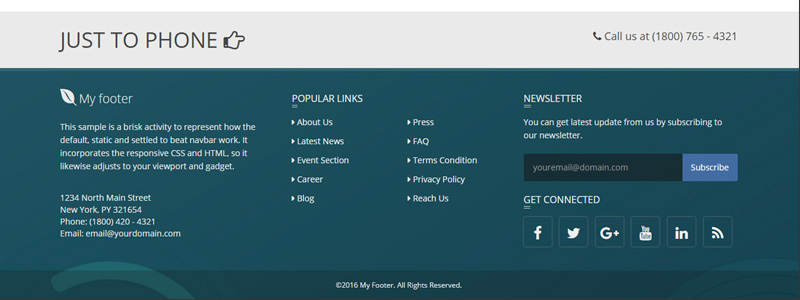 JUST TO PHONE
Call us at (1800) 765 - 4321
My footer
This sample is a brisk activity to represent how the
default, static and settled to beat navbar work. It
incorporates the responsive CSS and HTML, so it
likewise adjusts to your viewport and gadget.
1234 North Main Street
New York, PY 321654
Phone: (1800) 420 - 4321
Email: email@yourdomain.com
POPULAR LINKS
About Us
Latest News
Event Section
Career
Blog
Press
FAQ
Terms Condition
Privacy Policy
Reach Us
NEWSLETTER
You can get latest update from us by subscribing to
our newsletter.
youremail@domain.com
Subscribe
GET CONNECTED
f
G+
You
Tube
in
©2016 My Footer. All Rights Reserved.